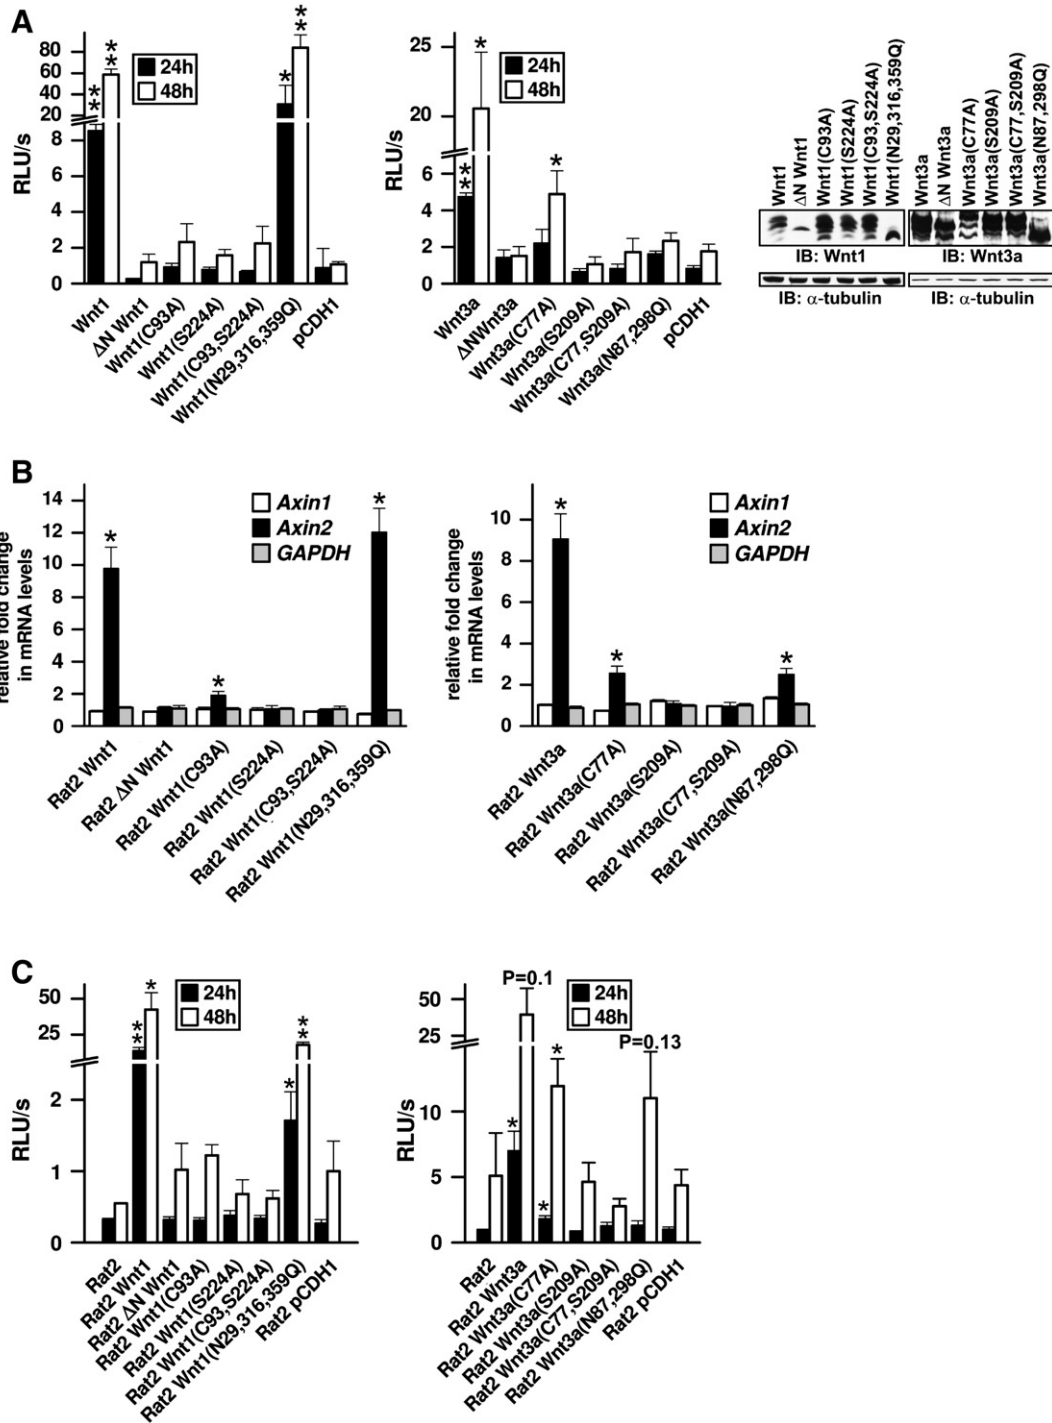 A
RLU/s
80
60
40
20
8
6
4
2
0
**
**
*
**
24h
48h
Wnt1
ΔN Wnt1
Wnt1(C93A)
Wnt1(S224A)
Wnt1(C93,S224A)
Wnt1(N29,316,359Q)
pCDH1
RLU/s
25
20
6
4
2
0
**
*
*
24h
48h
Wnt3a
ΔNWnt3a
Wnt3a(C77A)
Wnt3a(S209A)
Wnt3a(C77,S209A)
Wnt3a(N87,298Q)
pCDH1
Wnt1
ΔN Wnt1
Wnt1(C93A)
Wnt1(S224A)
Wnt1(C93,S224A)
Wnt1(N29,316,359Q)
IB: Wnt1
IB: α-tubulin
Wnt3a
ΔN Wnt3a
Wnt3a(C77A)
Wnt3a(S209A)
Wnt3a(C77,S209A)
Wnt3a(N87,298Q)
IB: Wnt3a
IB: α-tubulin
B
relative fold change
in mRNA levels
14
12
10
8
6
4
2
0
*
*
*
Axin1
Axin2
GAPDH
Rat2 Wnt1
Rat2 ΔN Wnt1
Rat2 Wnt1(C93A)
Rat2 Wnt1(S224A)
Rat2 Wnt1(C93,S224A)
Rat2 Wnt1(N29,316,359Q)
relative fold change
in mRNA levels
10
8
6
4
2
0
*
*
*
Axin1
Axin2
GAPDH
Rat2 Wnt3a
Rat2 Wnt3a(C77A)
Rat2 Wnt3a(S209A)
Rat2 Wnt3a(C77,S209A)
Rat2 Wnt3a(N87,298Q)
C
RLU/s
50
25
2
1
0
**
*
*
**
24h
48h
Rat2
Rat2 Wnt1
Rat2 ΔN Wnt1
Rat2 Wnt1(C93A)
Rat2 Wnt1(S224A)
Rat2 Wnt1(C93,S224A)
Rat2 Wnt1(N29,316,359Q)
Rat2 pCDH1
RLU/s
50
25
10
5
0
P=0.1
*
*
*
P=0.13
24h
48h
Rat2
Rat2 Wnt3a
Rat2 Wnt3a(C77A)
Rat2 Wnt3a(S209A)
Rat2 Wnt3a(C77,S209A)
Rat2 Wnt3a(N87,298Q)
Rat2 pCDH1